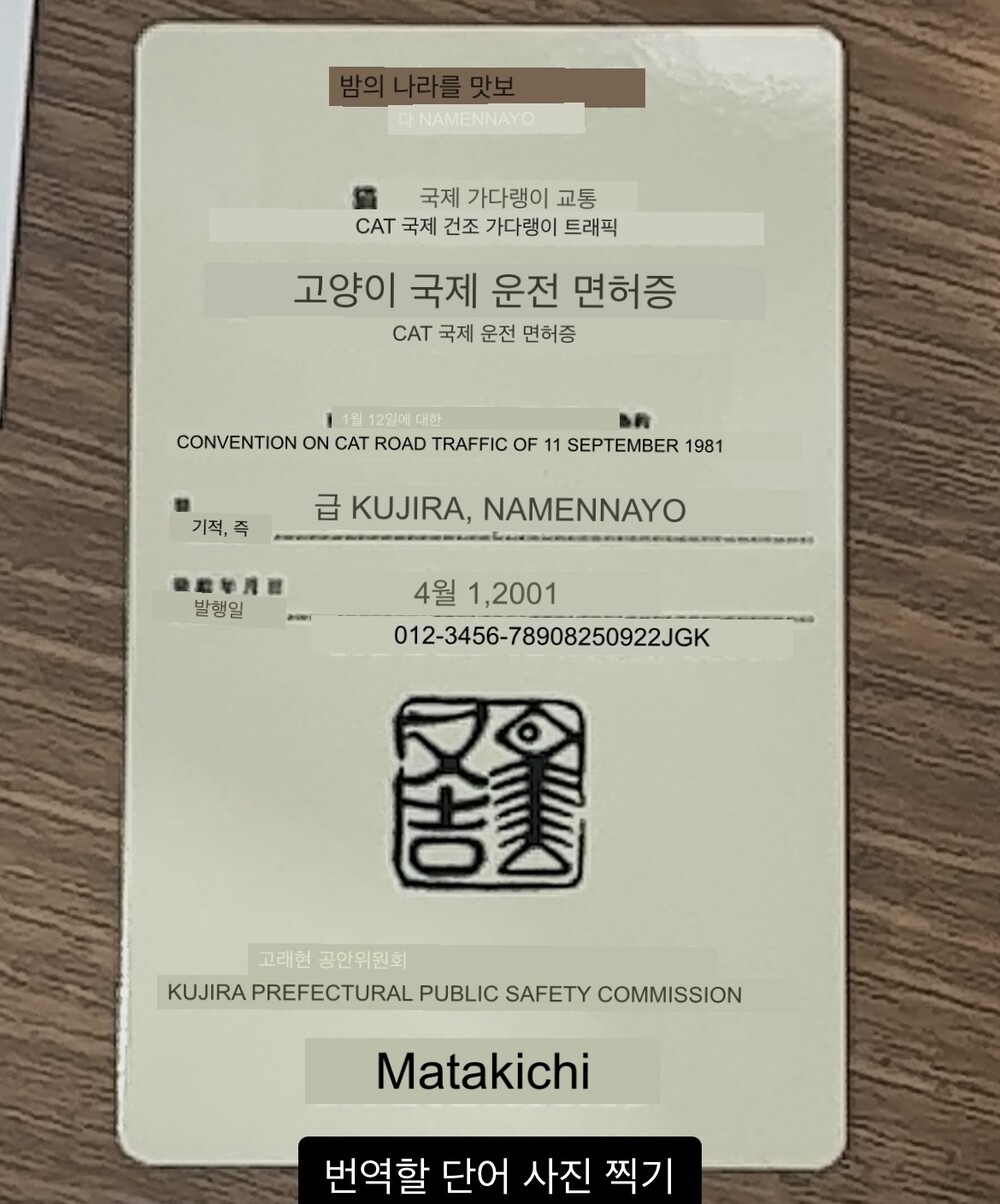 밤의 나라를 맛보
다 NAMENNAYO
국제 가다랭이 교통
CAT 국제 건조 가다랭이 트래픽
고양이 국제 운전 면허증
CAT 국제 운전 면허증
1월 12일에 대한
CONVENTION ON CAT ROAD TRAFFIC OF 11 SEPTEMBER 1981
급 KUJIRA, NAMENNAYO
기적, 즉
4월 1,2001
발행일
012-3456-78908250922JGK
又吉
고래현 공안위원회
KUJIRA PREFECTURAL PUBLIC SAFETY COMMISSION
Matakichi
번역할 단어 사진 찍기